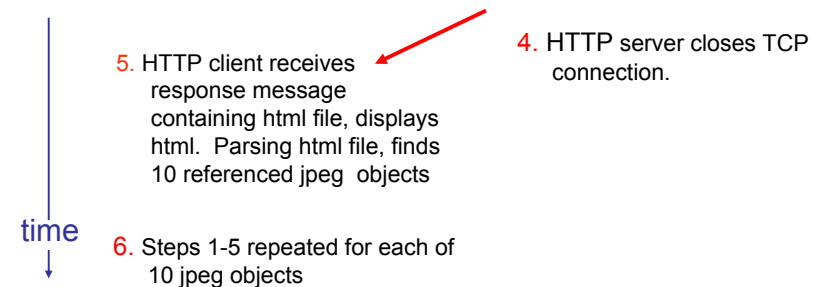 4. HTTP server closes TCP
connection.
5. HTTP client receives
response message
containing html file, displays
html. Parsing html file, finds
10 referenced jpeg objects
time
6. Steps 1-5 repeated for each of
10 jpeg objects